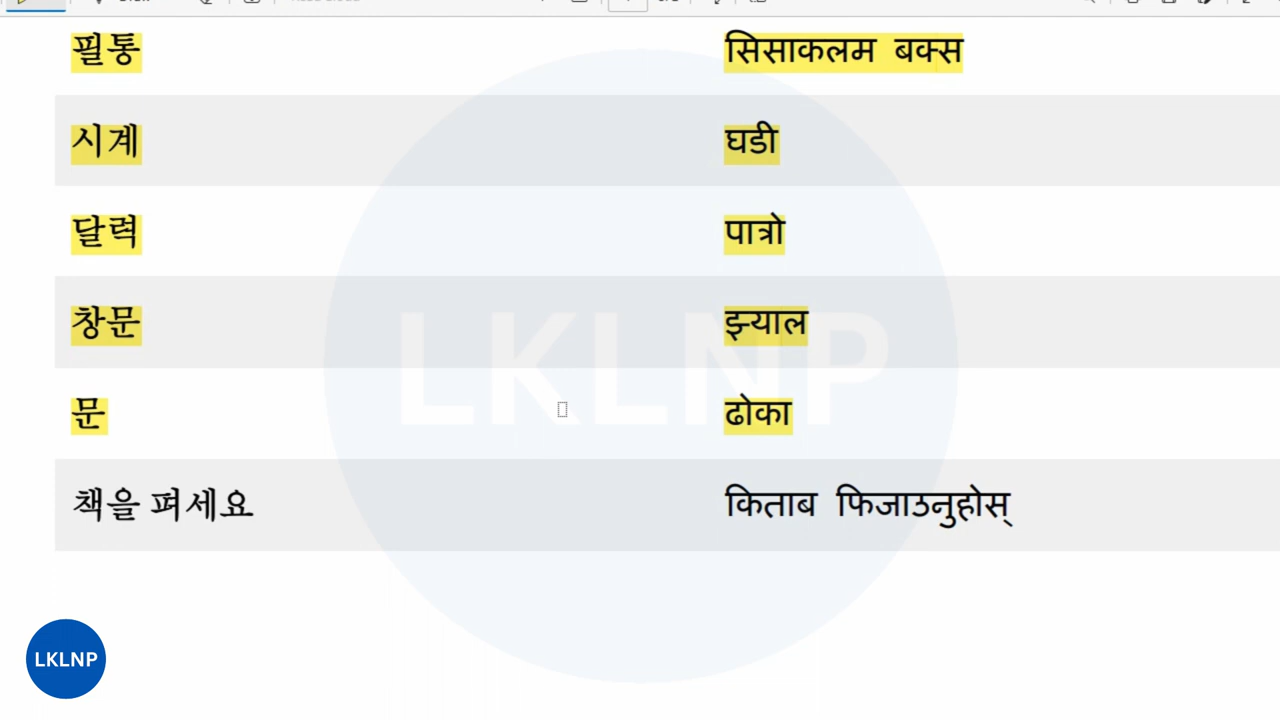 필통 सिसाकलम बक्स
시계 घडी
달력 पात्रो
창문 झ्याल
문 ढोका
책을 펴세요 किताब फिजाउनुहोस्
LKLNP
LKLNP